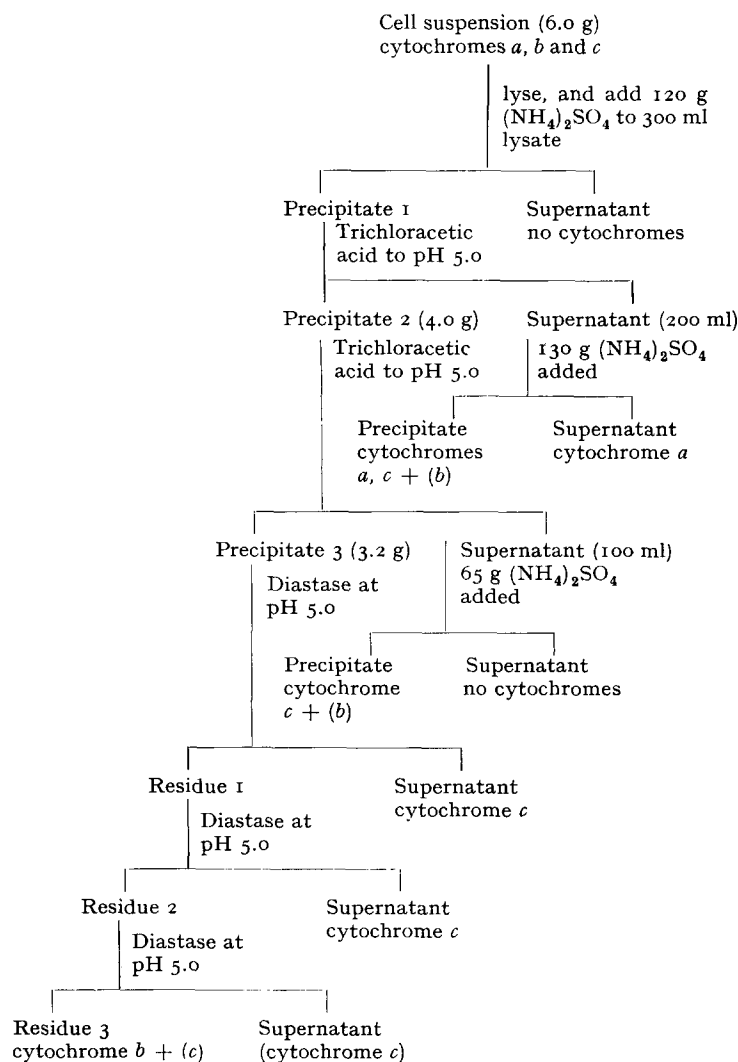 Cell suspension (6.0 g)
cytochromes a, b and c
lyse, and add 120 g
(NH₄)₂SO₄ to 300 ml
lysate
Precipitate 1
Supernatant
no cytochromes
Trichloracetic
acid to pH 5.0
Precipitate 2 (4.0 g)
Supernatant (200 ml)
Trichloracetic
acid to pH 5.0
130 g (NH₄)₂SO₄
added
Precipitate
cytochromes
a, c + (b)
Supernatant
cytochrome a
Precipitate 3 (3.2 g)
Supernatant (100 ml)
Diastase at
pH 5.0
65 g (NH₄)₂SO₄
added
Precipitate
cytochrome
c + (b)
Supernatant
no cytochromes
Residue 1
Supernatant
cytochrome c
Diastase at
pH 5.0
Residue 2
Supernatant
cytochrome c
Diastase at
pH 5.0
Residue 3
cytochrome b + (c)
Supernatant
(cytochrome c)